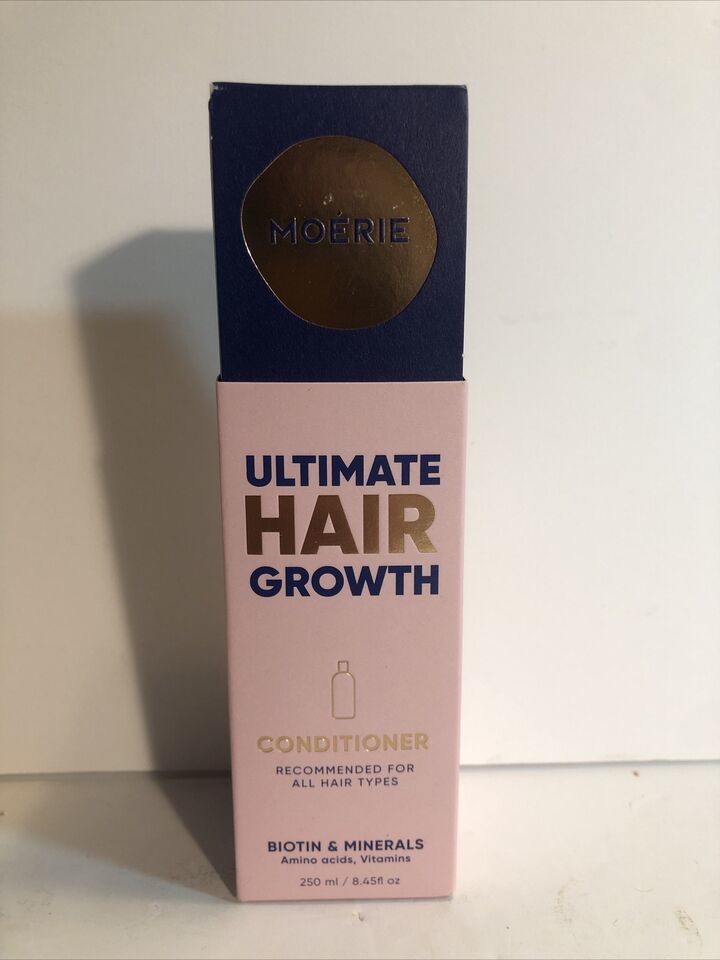 MOÉRIE
ULTIMATE
HAIR
GROWTH
CONDITIONER
RECOMMENDED FOR
ALL HAIR TYPES
BIOTIN & MINERALS
Amino acids, Vitamins
250 ml / 8.45fl oz